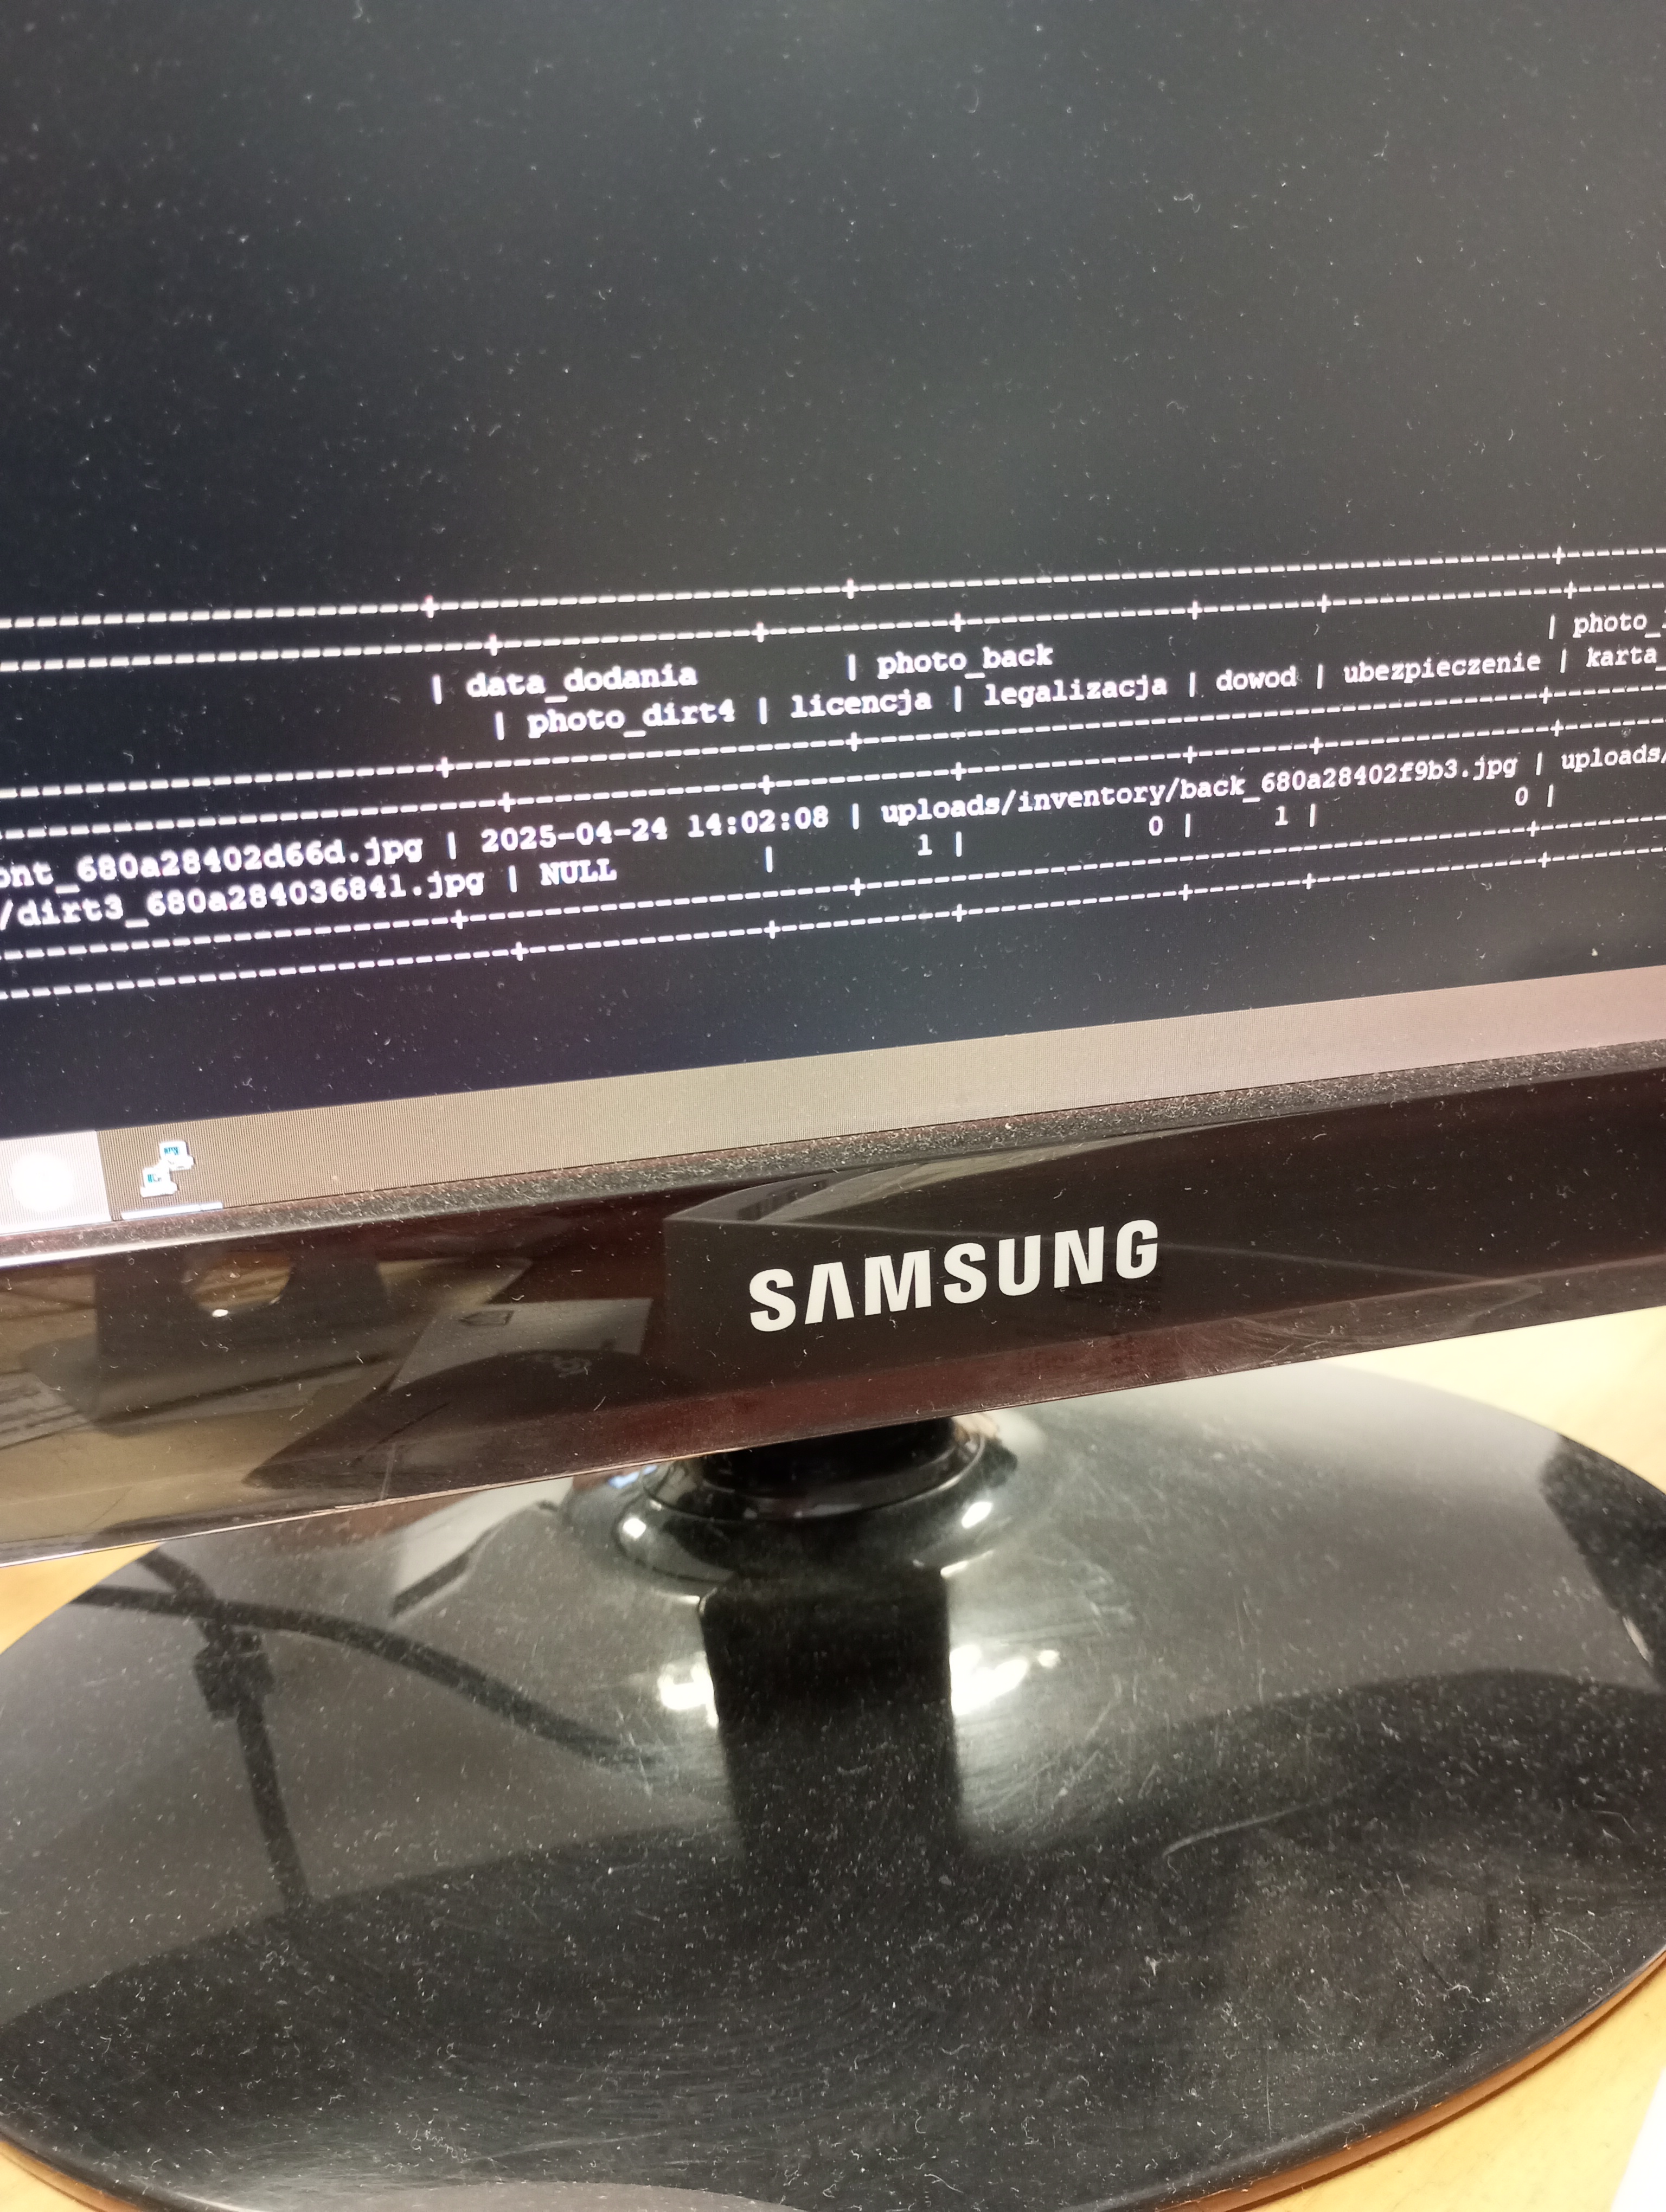 | data_dodania | photo_back | photo_
| photo_dirt4 | licencja | legalizacja | dowod | ubezpieczenie | karta_
ont_680a28402d66d.jpg | 2025-04-24 14:02:08 | uploads/inventory/back_680a28402f9b3.jpg | uploads/
/dirt3_680a284036841.jpg | NULL | 1 | 0 | 1 | 0 |
SAMSUNG